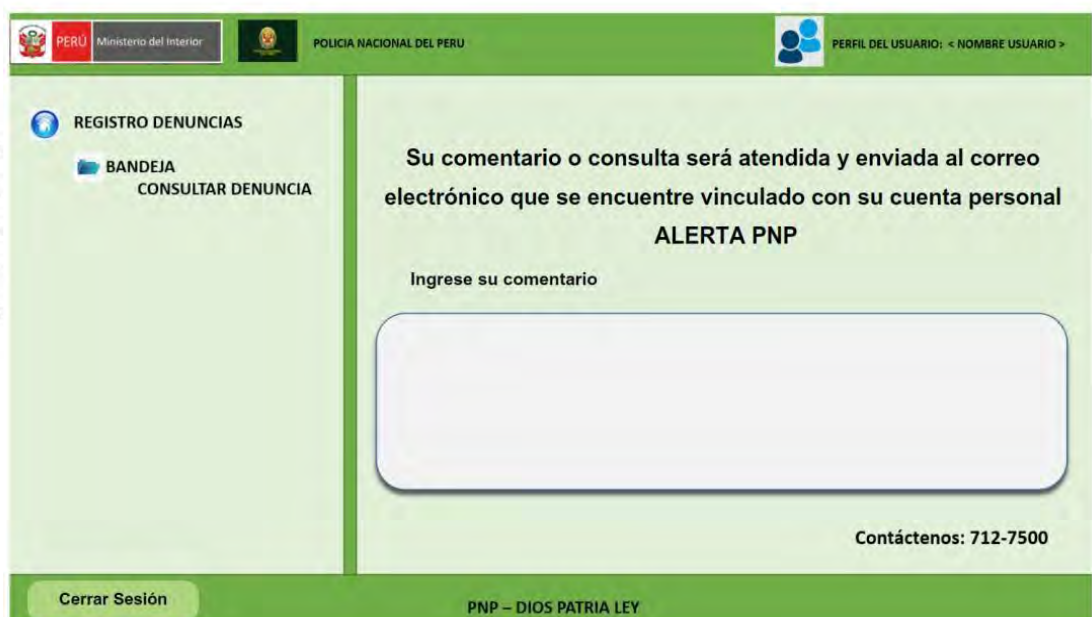 PERÚ Ministerio del Interior
POLICIA NACIONAL DEL PERU
PERFIL DEL USUARIO: < NOMBRE USUARIO >
REGISTRO DENUNCIAS
BANDEJA
CONSULTAR DENUNCIA
Su comentario o consulta será atendida y enviada al correo
electrónico que se encuentre vinculado con su cuenta personal
ALERTA PNP
Ingrese su comentario
Contáctenos: 712-7500
Cerrar Sesión
PNP – DIOS PATRIA LEY